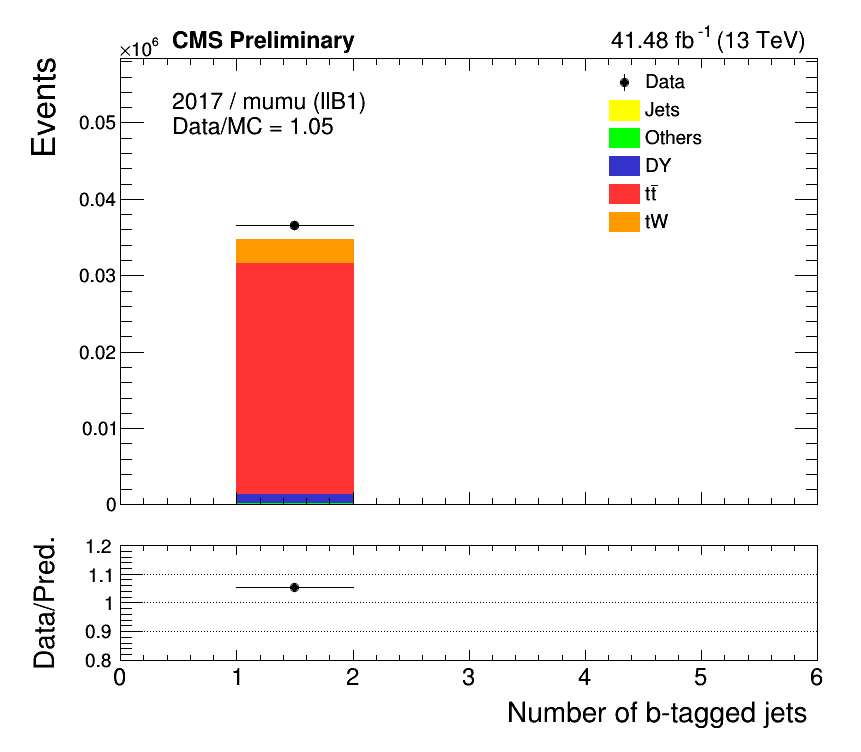 ×10⁶ CMS Preliminary 41.48 fb⁻¹ (13 TeV)
Events
2017 / mumu (llB1)
Data/MC = 1.05
Data
Jets
Others
DY
tt̄
tW
0.05
0.04
0.03
0.02
0.01
0
Data/Pred.
1.2
1.1
1
0.9
0.8
0 1 2 3 4 5 6
Number of b-tagged jets